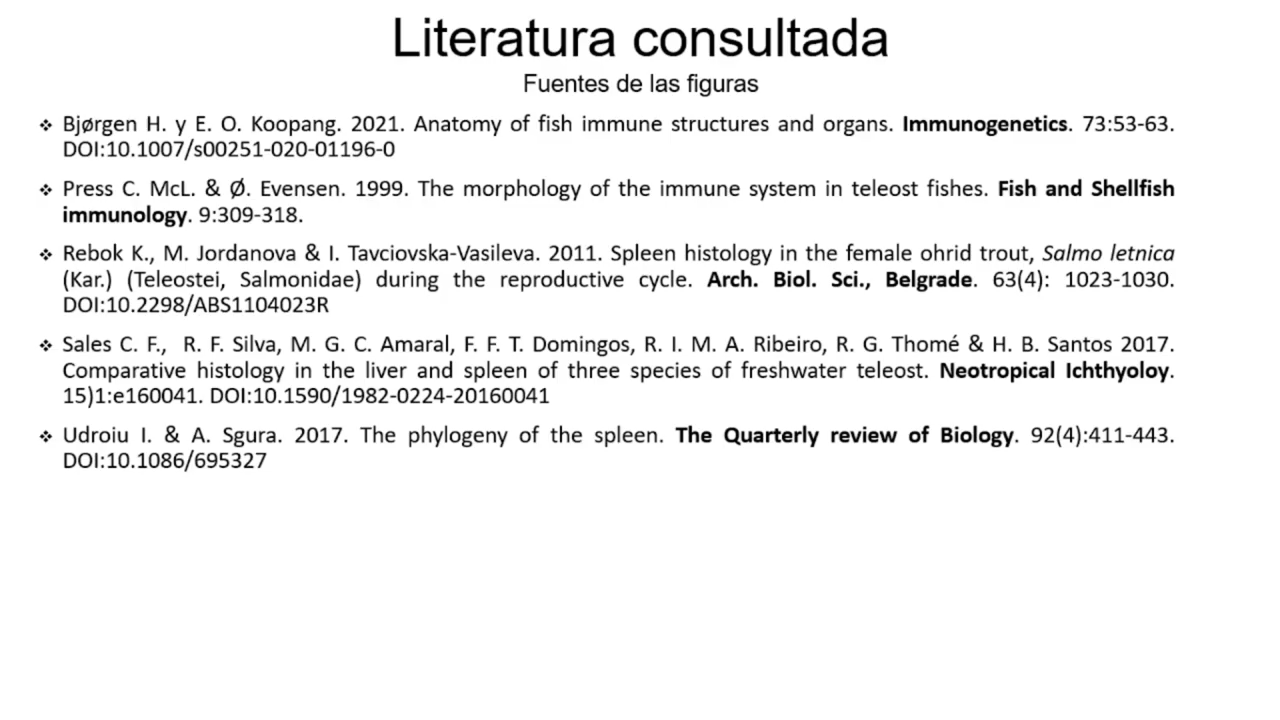 Literatura consultada
Fuentes de las figuras
❖ Bjørgen H. y E. O. Koopang. 2021. Anatomy of fish immune structures and organs. Immunogenetics. 73:53-63.
DOI:10.1007/s00251-020-01196-0
❖ Press C. McL. & Ø. Evensen. 1999. The morphology of the immune system in teleost fishes. Fish and Shellfish
immunology. 9:309-318.
❖ Rebok K., M. Jordanova & I. Tavciovska-Vasileva. 2011. Spleen histology in the female ohrid trout, Salmo letnica
(Kar.) (Teleostei, Salmonidae) during the reproductive cycle. Arch. Biol. Sci., Belgrade. 63(4): 1023-1030.
DOI:10.2298/ABS1104023R
❖ Sales C. F., R. F. Silva, M. G. C. Amaral, F. F. T. Domingos, R. I. M. A. Ribeiro, R. G. Thomé & H. B. Santos 2017.
Comparative histology in the liver and spleen of three species of freshwater teleost. Neotropical Ichthyoloy.
15)1:e160041. DOI:10.1590/1982-0224-20160041
❖ Udroiu I. & A. Sgura. 2017. The phylogeny of the spleen. The Quarterly review of Biology. 92(4):411-443.
DOI:10.1086/695327